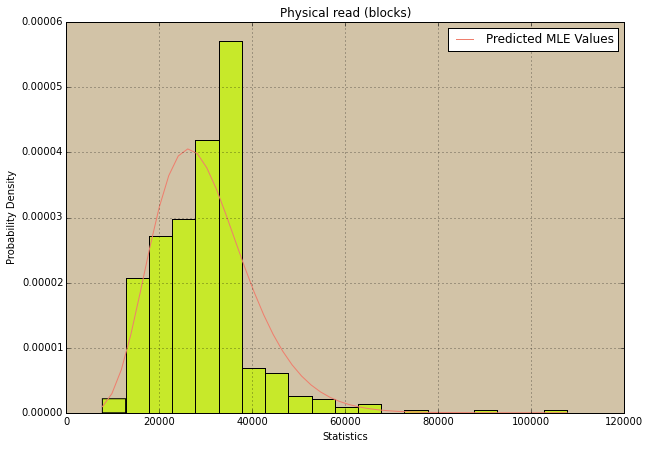 Physical read (blocks)
Predicted MLE Values
0.00006
0.00005
0.00004
0.00003
0.00002
0.00001
0.00000
Probability Density
0 20000 40000 60000 80000 100000 120000
Statistics